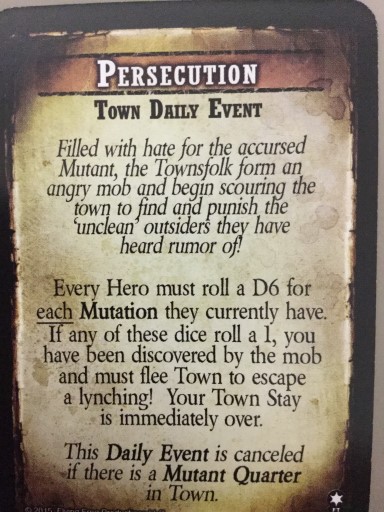 PERSECUTION
TOWN DAILY EVENT
Filled with hate for the accursed
Mutant, the Townsfolk form an
angry mob and begin scouring the
town to find and punish the
'unclean' outsiders they have
heard rumor of!
Every Hero must roll a D6 for
each Mutation they currently have.
If any of these dice roll a 1, you
have been discovered by the mob
and must flee Town to escape
a lynching! Your Town Stay
is immediately over.
This Daily Event is canceled
if there is a Mutant Quarter
in Town.